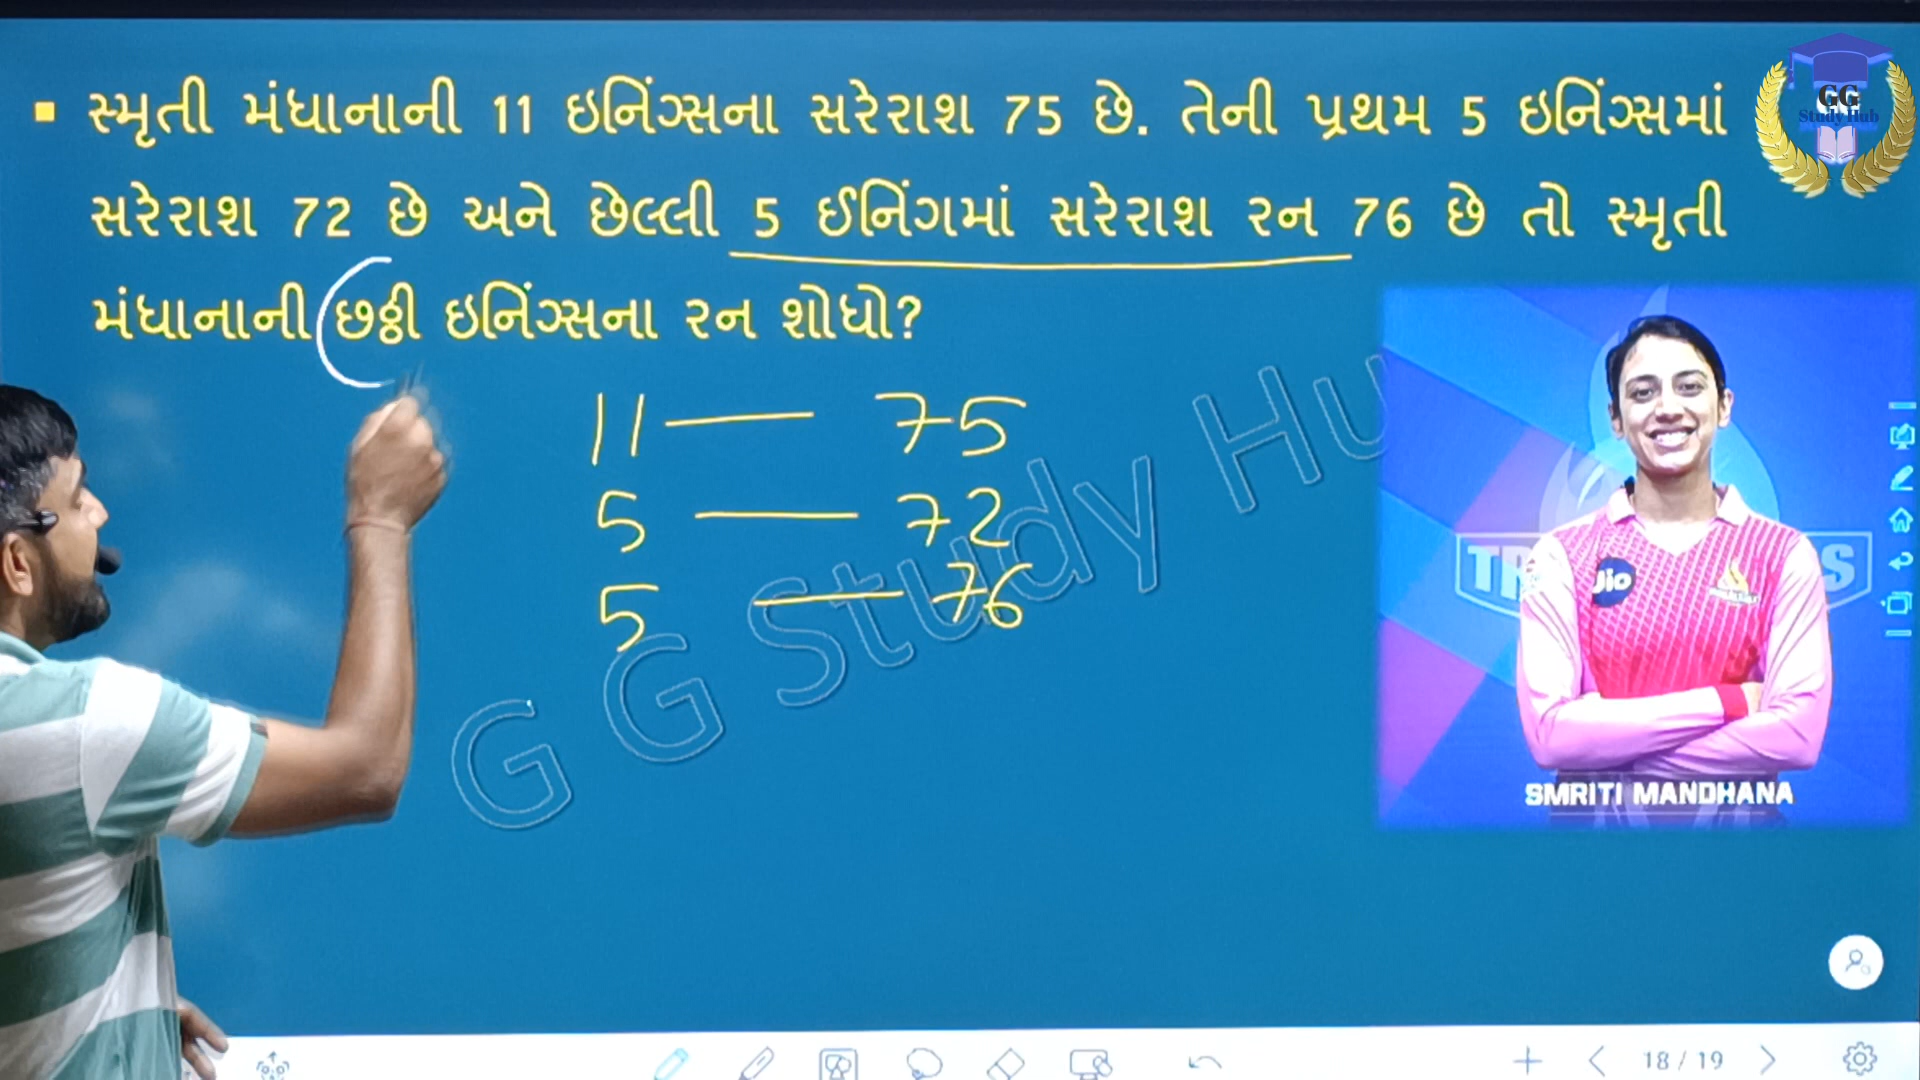 સ્મૃતી મંધાનાની 11 ઇનિંગ્સના સરેરાશ 75 છે. તેની પ્રથમ 5 ઇનિંગ્સમાં
સરેરાશ 72 છે અને છેલ્લી 5 ઈનિંગમાં સરેરાશ રન 76 છે તો સ્મૃતી
મંધાનાની છઠ્ઠી ઇનિંગ્સના રન શોધો?
11 — 75
5 — 72
5 — 76
G G Study Hu
GG
Study Hub
Jio
SMRITI MANDHANA
18 / 19